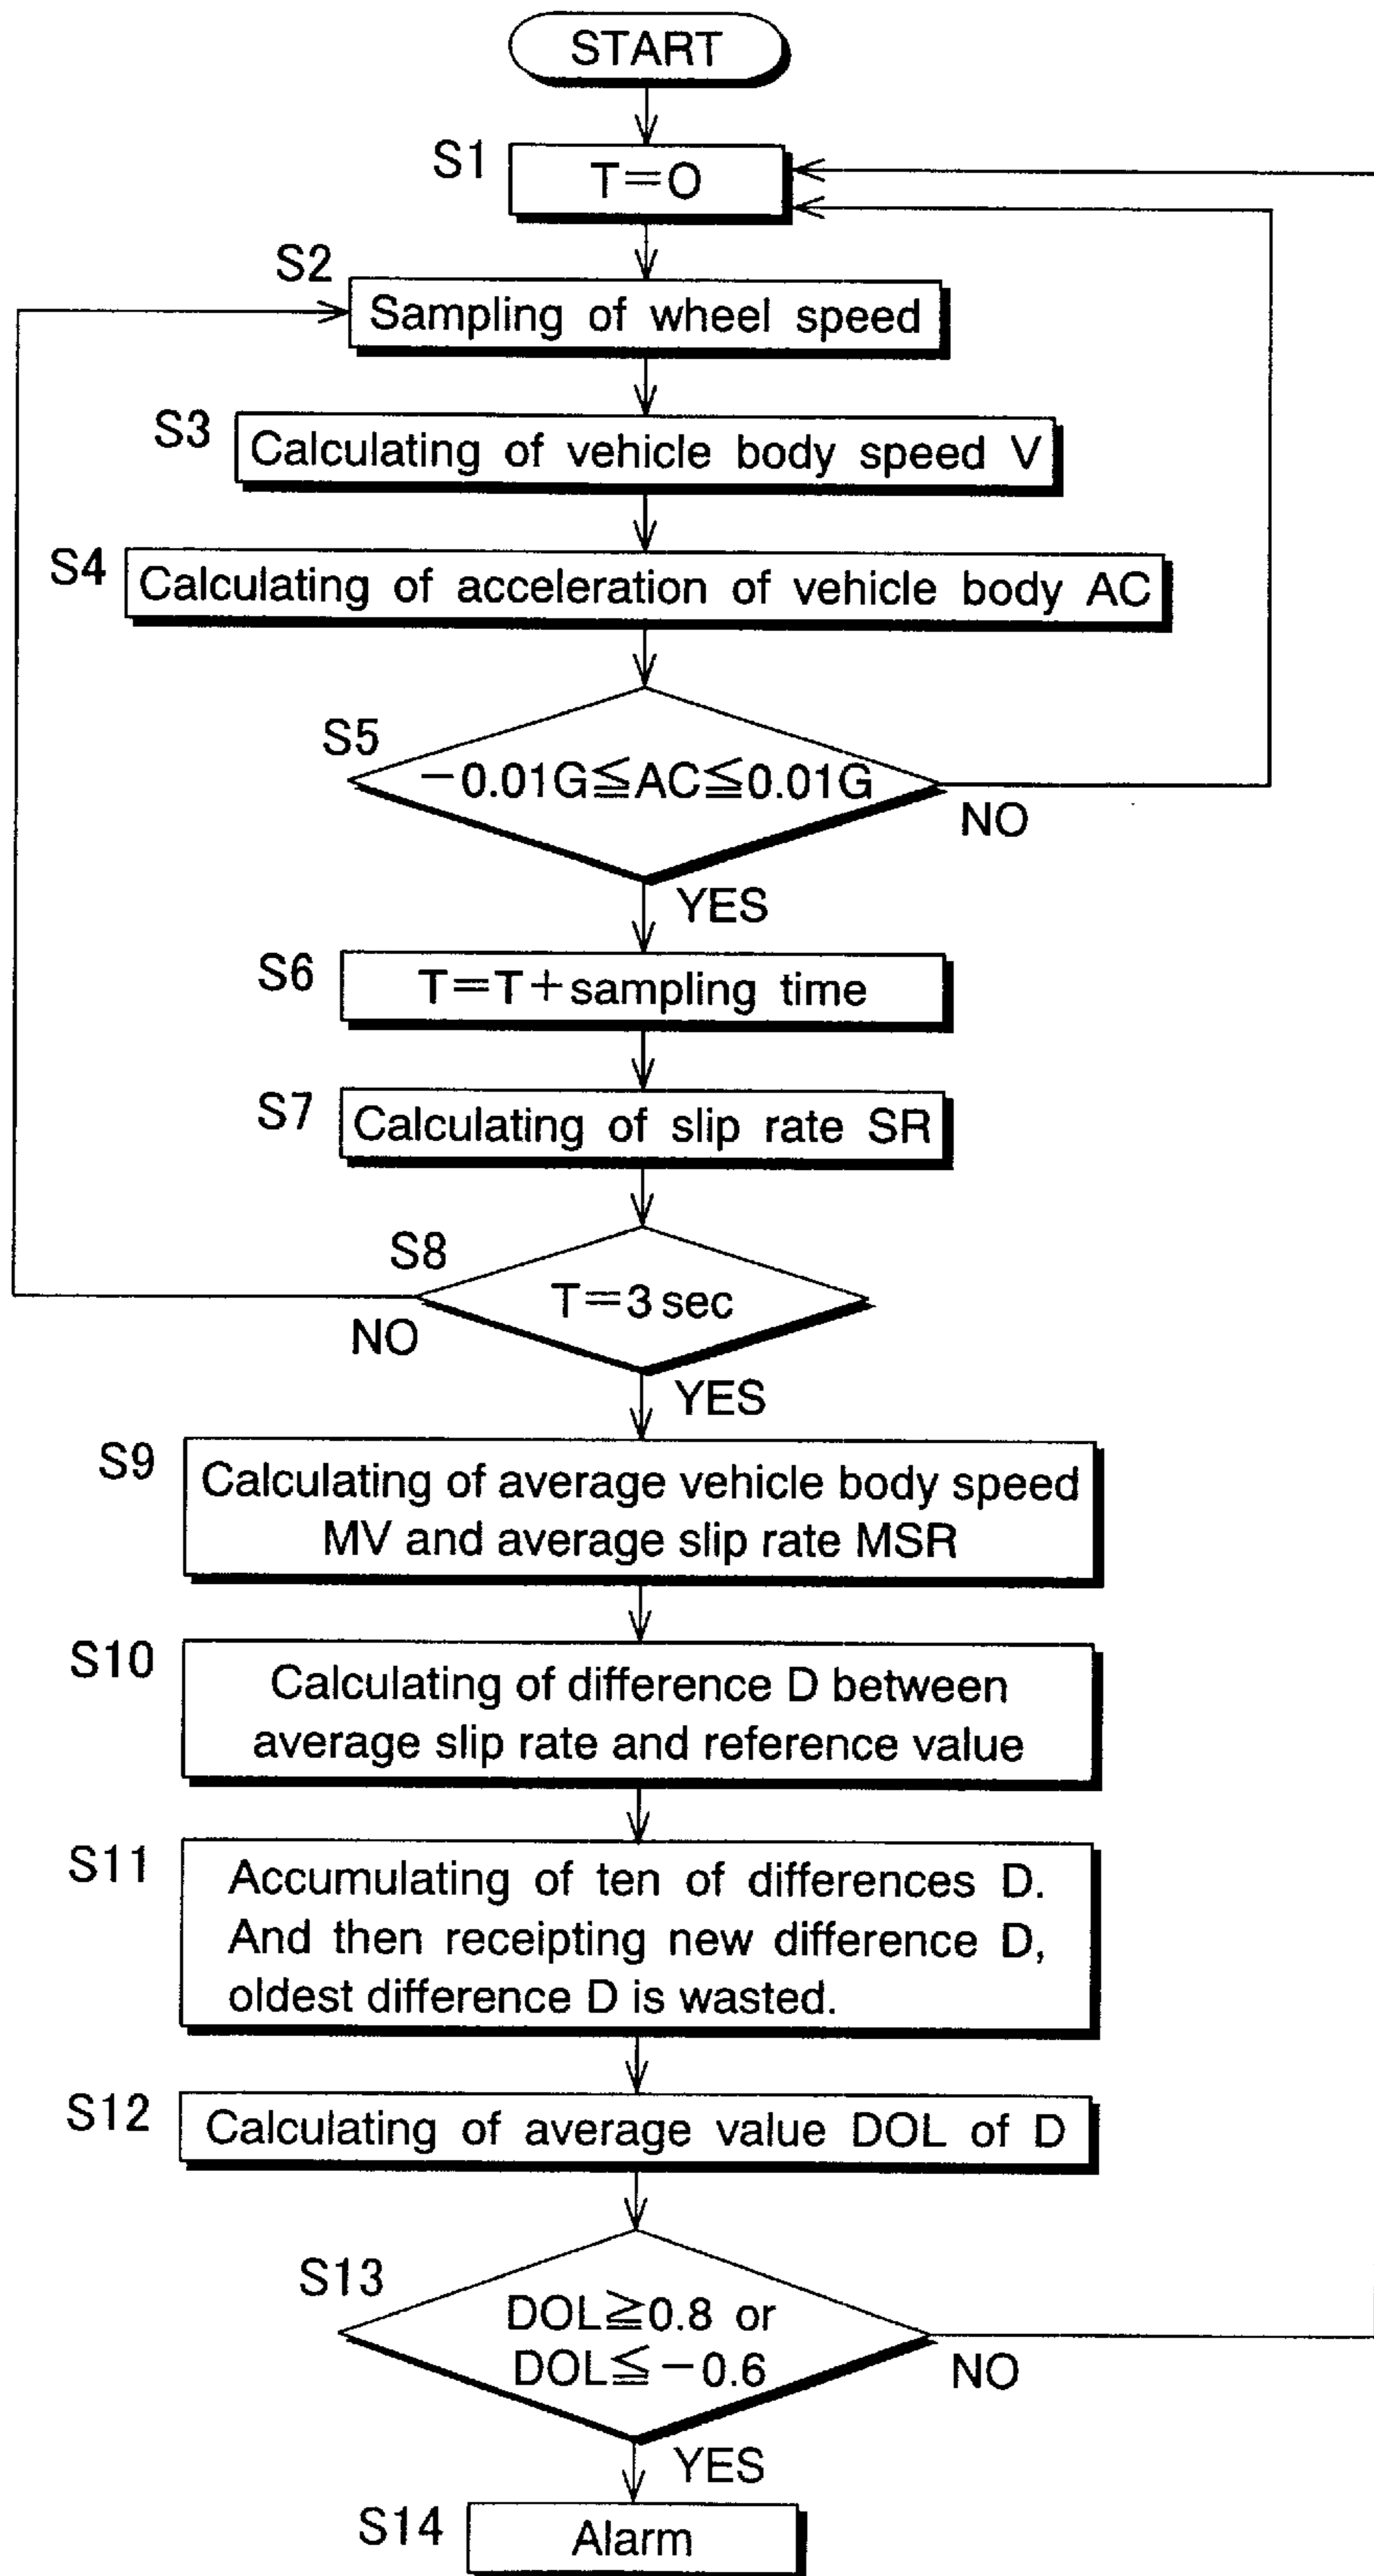 START
S1
T=0
S2
Sampling of wheel speed
S3
Calculating of vehicle body speed V
S4
Calculating of acceleration of vehicle body AC
S5
-0.01G≦AC≦0.01G
NO
YES
S6
T=T+sampling time
S7
Calculating of slip rate SR
S8
T=3 sec
NO
YES
S9
Calculating of average vehicle body speed
MV and average slip rate MSR
S10
Calculating of difference D between
average slip rate and reference value
S11
Accumulating of ten of differences D.
And then receipting new difference D,
oldest difference D is wasted.
S12
Calculating of average value DOL of D
S13
DOL≧0.8 or
DOL≦-0.6
NO
YES
S14
Alarm